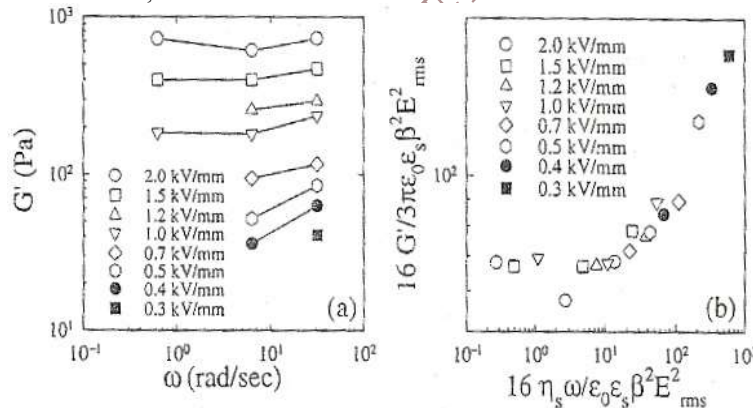 10³
10²
10¹
G' (Pa)
2.0 kV/mm
1.5 kV/mm
1.2 kV/mm
1.0 kV/mm
0.7 kV/mm
0.5 kV/mm
0.4 kV/mm
0.3 kV/mm
(a)
10⁻¹ 10⁰ 10¹ 10²
ω (rad/sec)
16 G'/3πε₀εₛβ²E²rms
10²
2.0 kV/mm
1.5 kV/mm
1.2 kV/mm
1.0 kV/mm
0.7 kV/mm
0.5 kV/mm
0.4 kV/mm
0.3 kV/mm
(b)
10⁻¹ 10⁰ 10¹ 10² 10³
16 ηₛω/ε₀εₛβ²E²rms